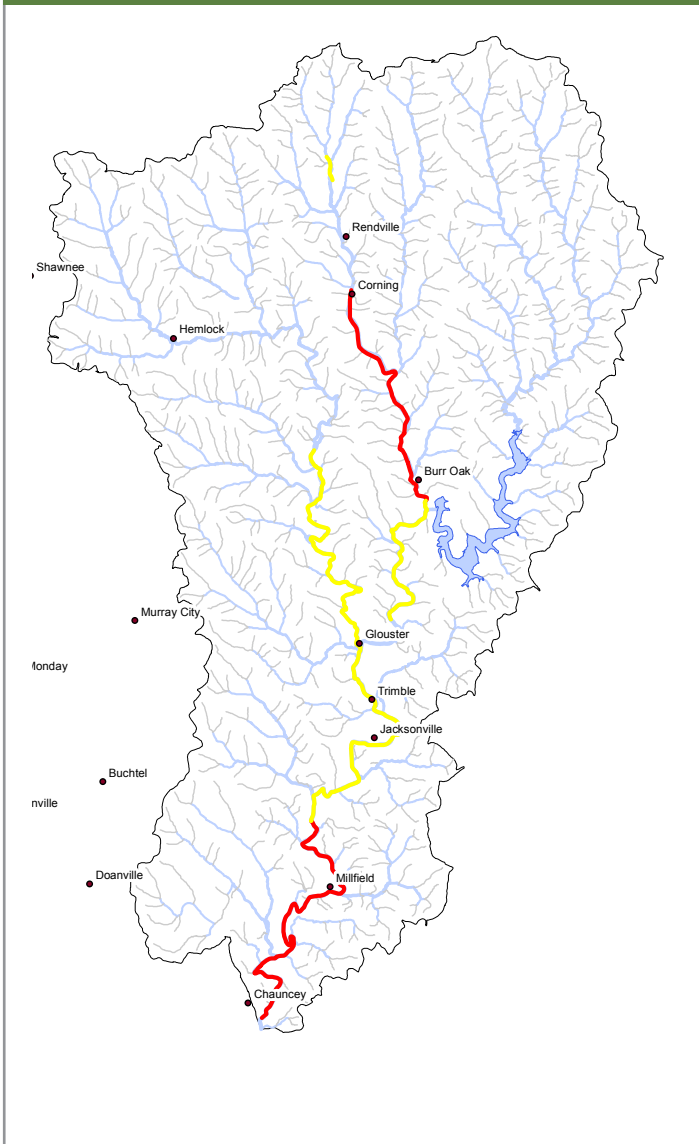 Rendville
Shawnee
Corning
Hemlock
Burr Oak
Murray City
Glouster
Monday
Trimble
Jacksonville
Buchtel
nville
Doanville
Millfield
Chauncey